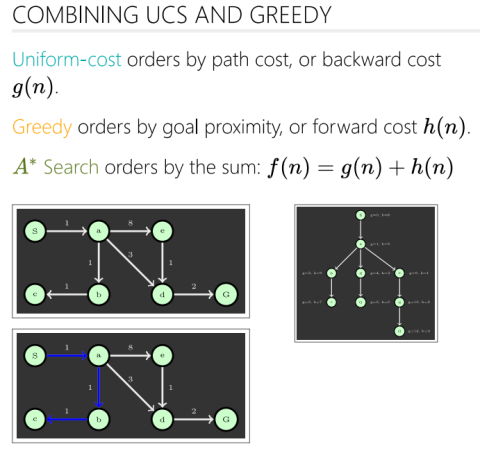 COMBINING UCS AND GREEDY
Uniform-cost orders by path cost, or backward cost
g(n).
Greedy orders by goal proximity, or forward cost h(n).
A* Search orders by the sum: f(n) = g(n) + h(n)
1 8
S a e
1 3 1
1 2
c b d G
1 8
S a e
1 3 1
1 2
c b d G